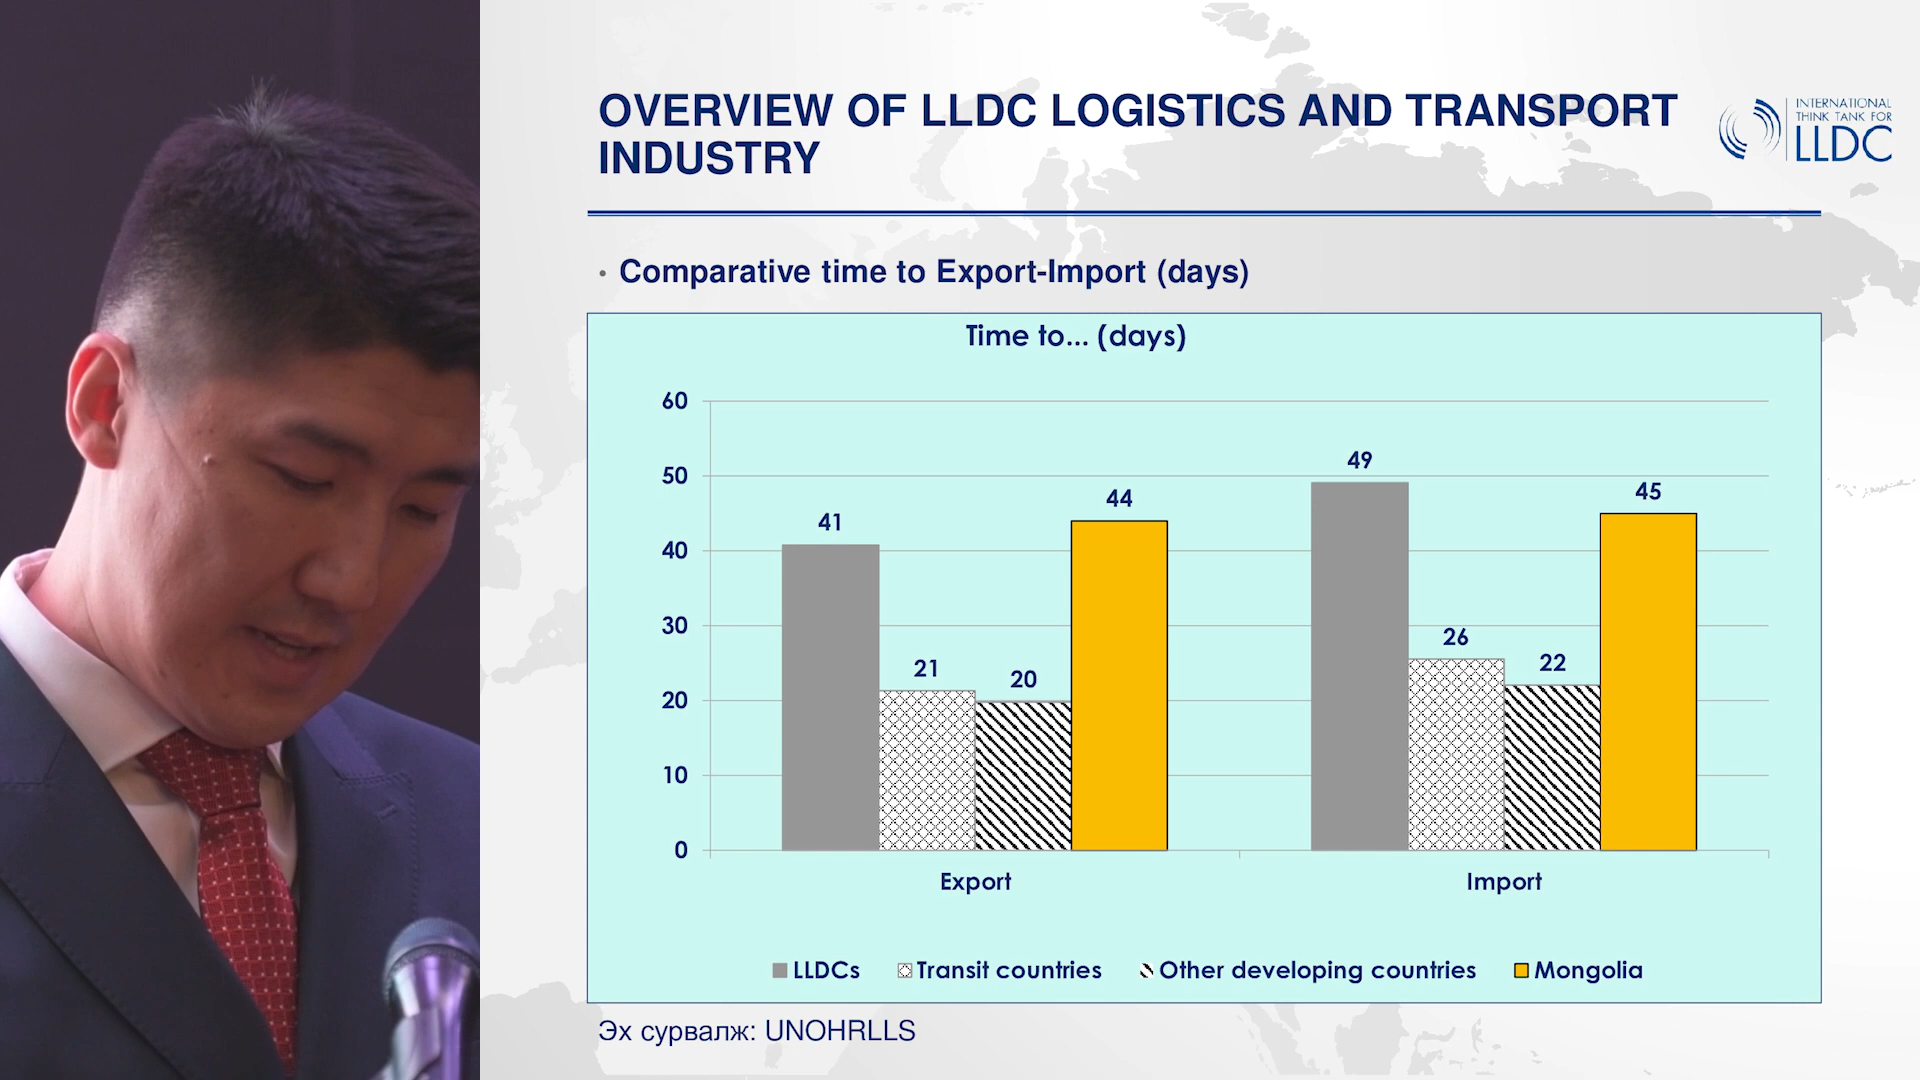 OVERVIEW OF LLDC LOGISTICS AND TRANSPORT
INDUSTRY
INTERNATIONAL
THINK TANK FOR
LLDC
• Comparative time to Export-Import (days)
Time to... (days)
60
50
40
30
20
10
0
41
21
20
44
49
26
22
45
Export
Import
LLDCs
Transit countries
Other developing countries
Mongolia
Эх сурвалж: UNOHRLLS